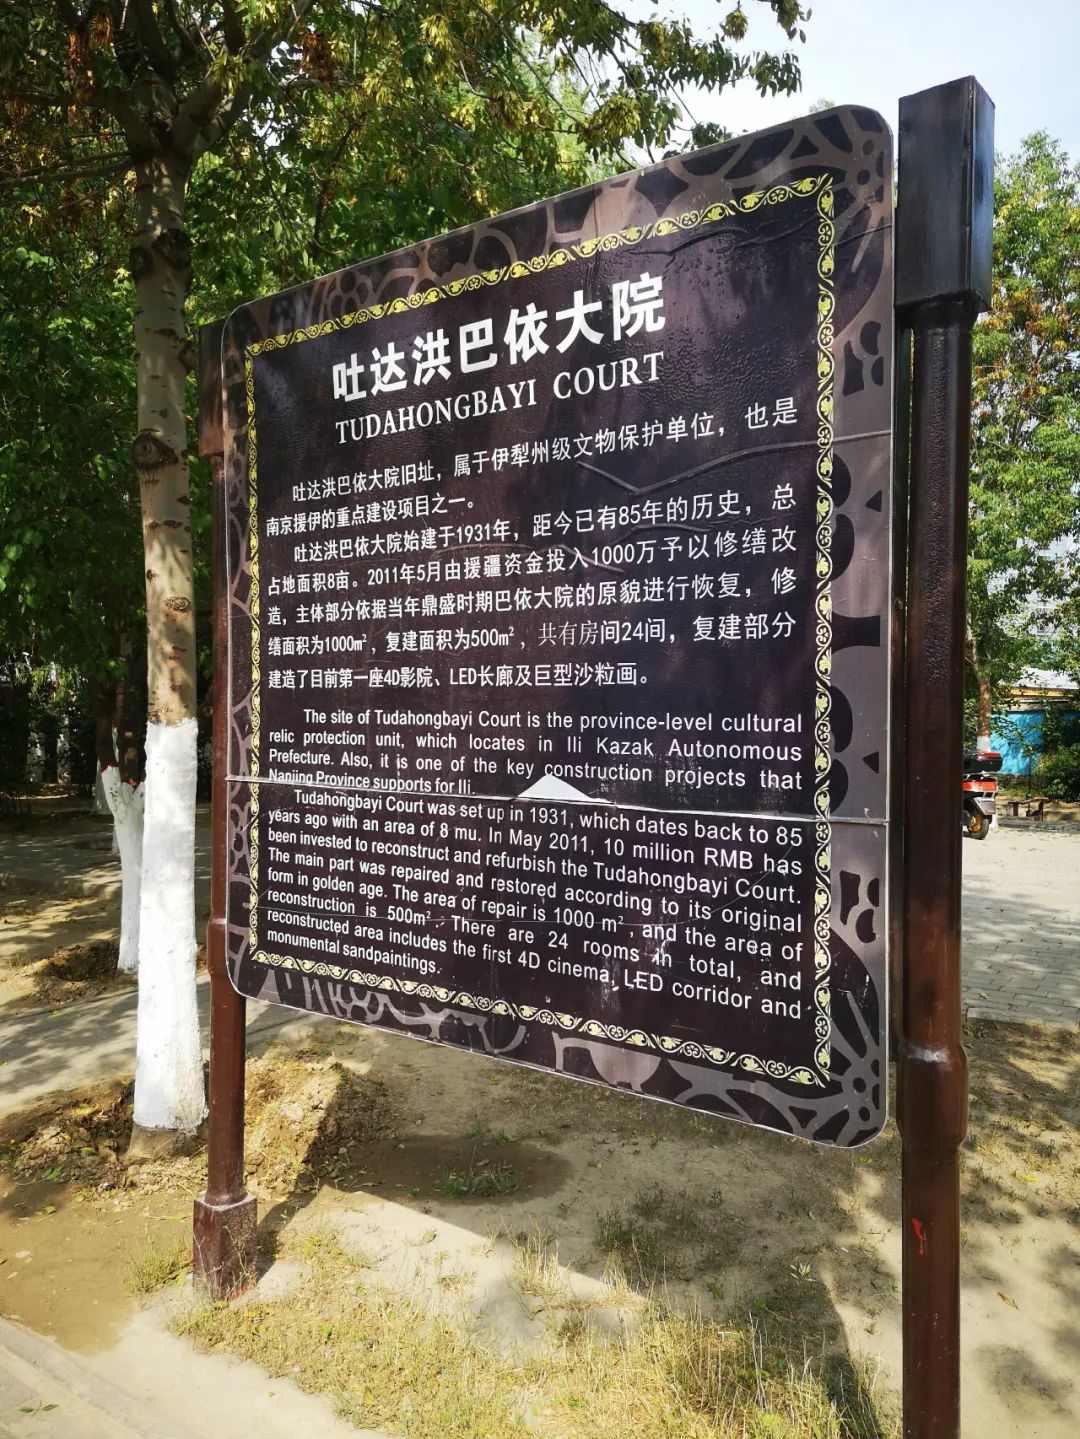 吐达洪巴依大院
TUDAHONGBAYI COURT
吐达洪巴依大院旧址，属于伊犁州级文物保护单位，也是
南京援伊的重点建设项目之一。
吐达洪巴依大院始建于1931年，距今已有85年的历史，总
占地面积8亩。2011年5月由援疆资金投入1000万予以修缮改
造，主体部分依据当年鼎盛时期巴依大院的原貌进行恢复，修
缮面积为1000㎡，复建面积为500㎡，共有房间24间，复建部分
建造了目前第一座4D影院、LED长廊及巨型沙粒画。
The site of Tudahongbayi Court is the province-level cultural
relic protection unit, which locates in Ili Kazak Autonomous
Prefecture. Also, it is one of the key construction projects that
Nanjing Province supports for Ili.
Tudahongbayi Court was set up in 1931, which dates back to 85
years ago with an area of 8 mu. In May 2011, 10 million RMB has
been invested to reconstruct and refurbish the Tudahongbayi Court.
The main part was repaired and restored according to its original
form in golden age. The area of repair is 1000 m², and the area of
reconstruction is 500m². There are 24 rooms in total, and
reconstructed area includes the first 4D cinema, LED corridor and
monumental sandpaintings.